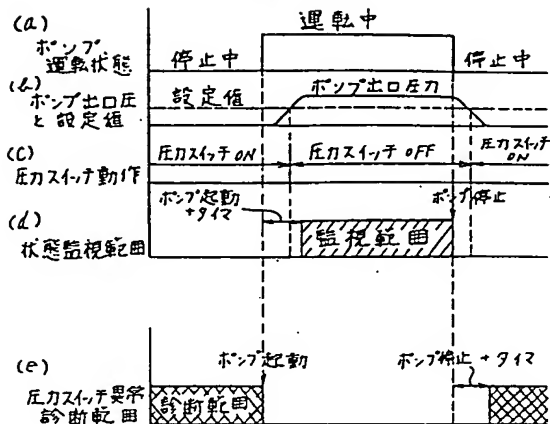 (a)
ポンプ
運転状態
停止中
運転中
停止中
(b)
ポンプ出口圧
と設定値
設定値
ポンプ出口圧力
(c)
圧力スイッチ動作
圧力スイッチON
圧力スイッチOFF
圧力スイッチ
ON
(d)
状態監視範囲
ポンプ起動
+タイマ
監視範囲
ポンプ停止
(e)
圧力スイッチ異常
診断範囲
診断範囲
ポンプ起動
ポンプ停止+タイマ